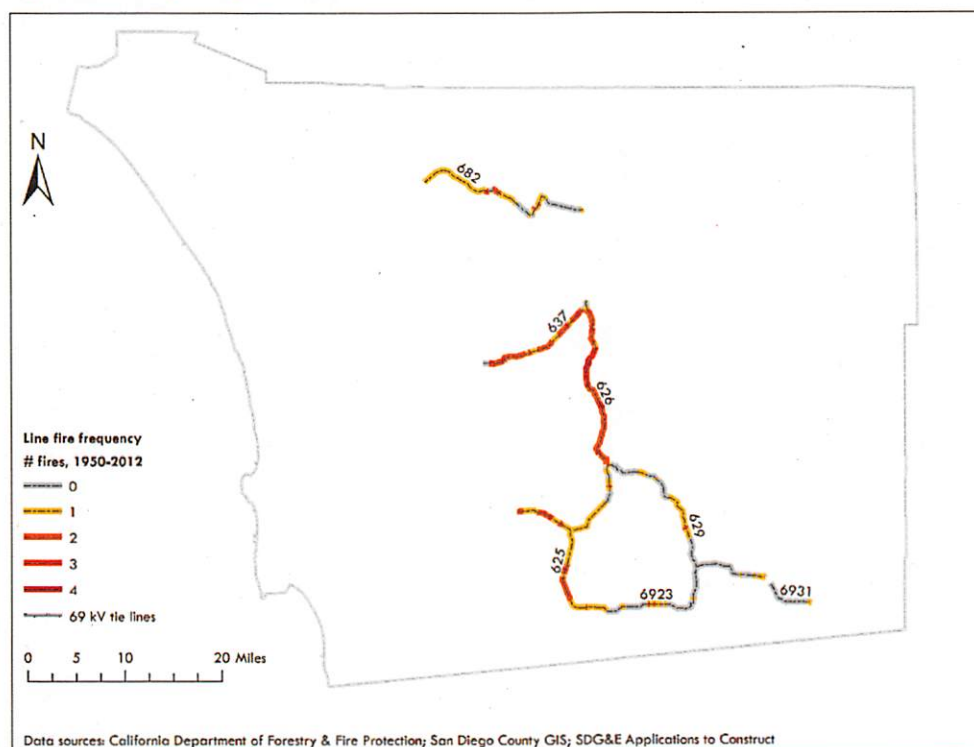 N
682
637
626
Line fire frequency
# fires, 1950-2012
0
1
2
3
4
69 kV tie lines
629
625
6923
6931
0 5 10 20 Miles
Data sources: California Department of Forestry & Fire Protection; San Diego County GIS; SDG&E Applications to Construct